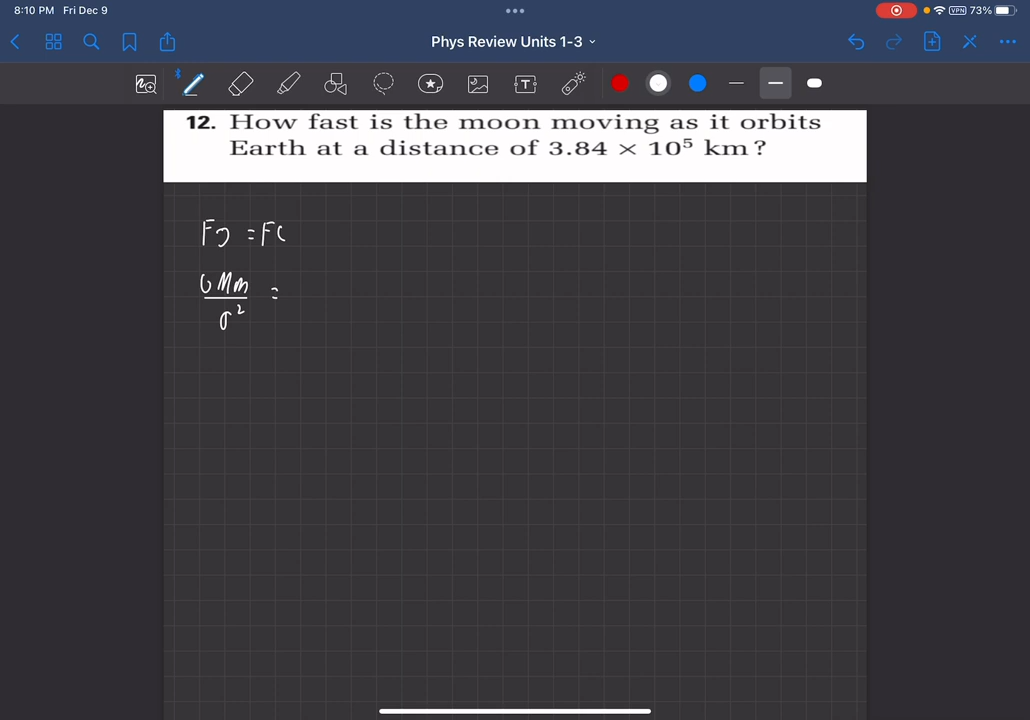 8:10 PM Fri Dec 9
VPN 73%
Phys Review Units 1-3
T
12. How fast is the moon moving as it orbits
Earth at a distance of 3.84 × 10⁵ km?
Fg = Fc
GMm / r² =